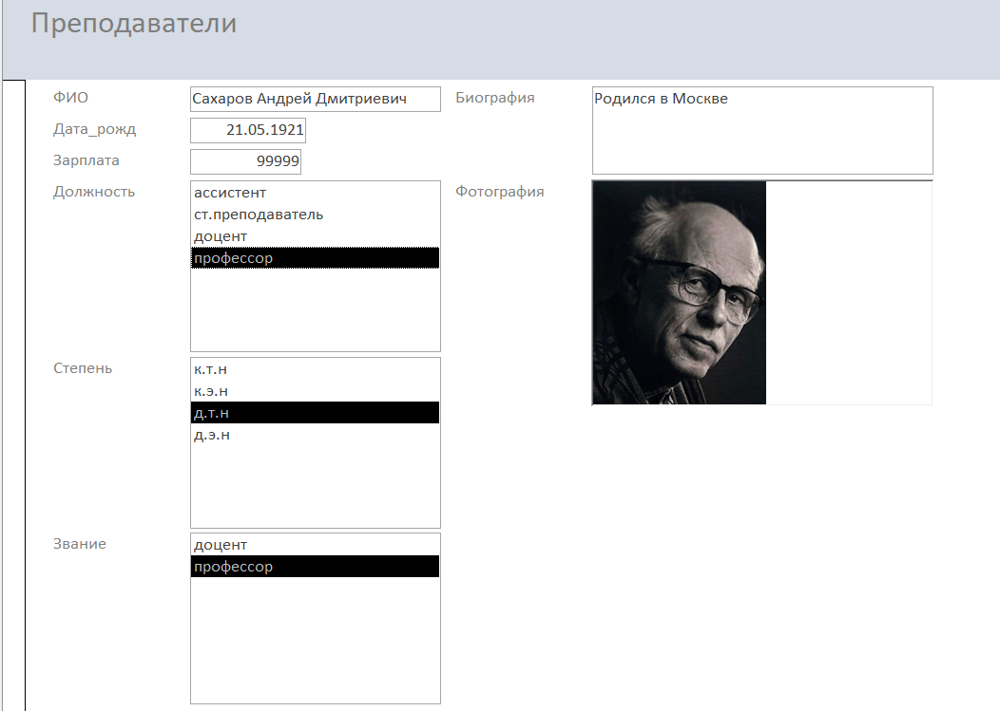 Преподаватели
ФИО
Сахаров Андрей Дмитриевич
Дата_рожд
21.05.1921
Зарплата
99999
Должность
ассистент
ст.преподаватель
доцент
профессор
Степень
к.т.н
к.э.н
д.т.н
д.э.н
Звание
доцент
профессор
Биография
Родился в Москве
Фотография